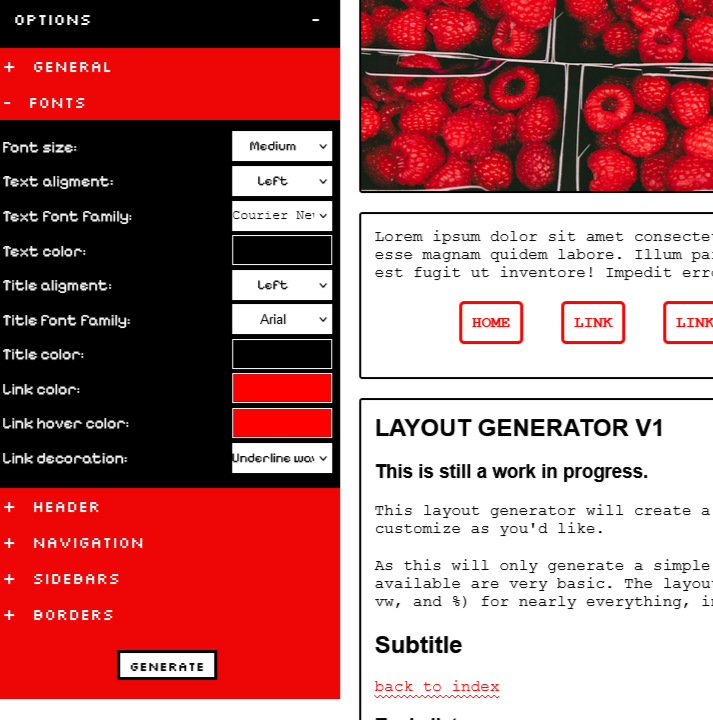 OPTIONS -
+ GENERAL
- FONTS
Font size: Medium
Text aligment: Left
Text font family: Courier Ne
Text color:
Title aligment: Left
Title font family: Arial
Title color:
Link color:
Link hover color:
Link decoration: Underline wa
+ HEADER
+ NAVIGATION
+ SIDEBARS
+ BORDERS
GENERATE
Lorem ipsum dolor sit amet consecte
esse magnam quidem labore. Illum pa
est fugit ut inventore! Impedit err
HOME LINK LINK
LAYOUT GENERATOR V1
This is still a work in progress.
This layout generator will create a
customize as you'd like.
As this will only generate a simple
available are very basic. The layou
vw, and %) for nearly everything, i
Subtitle
back to index